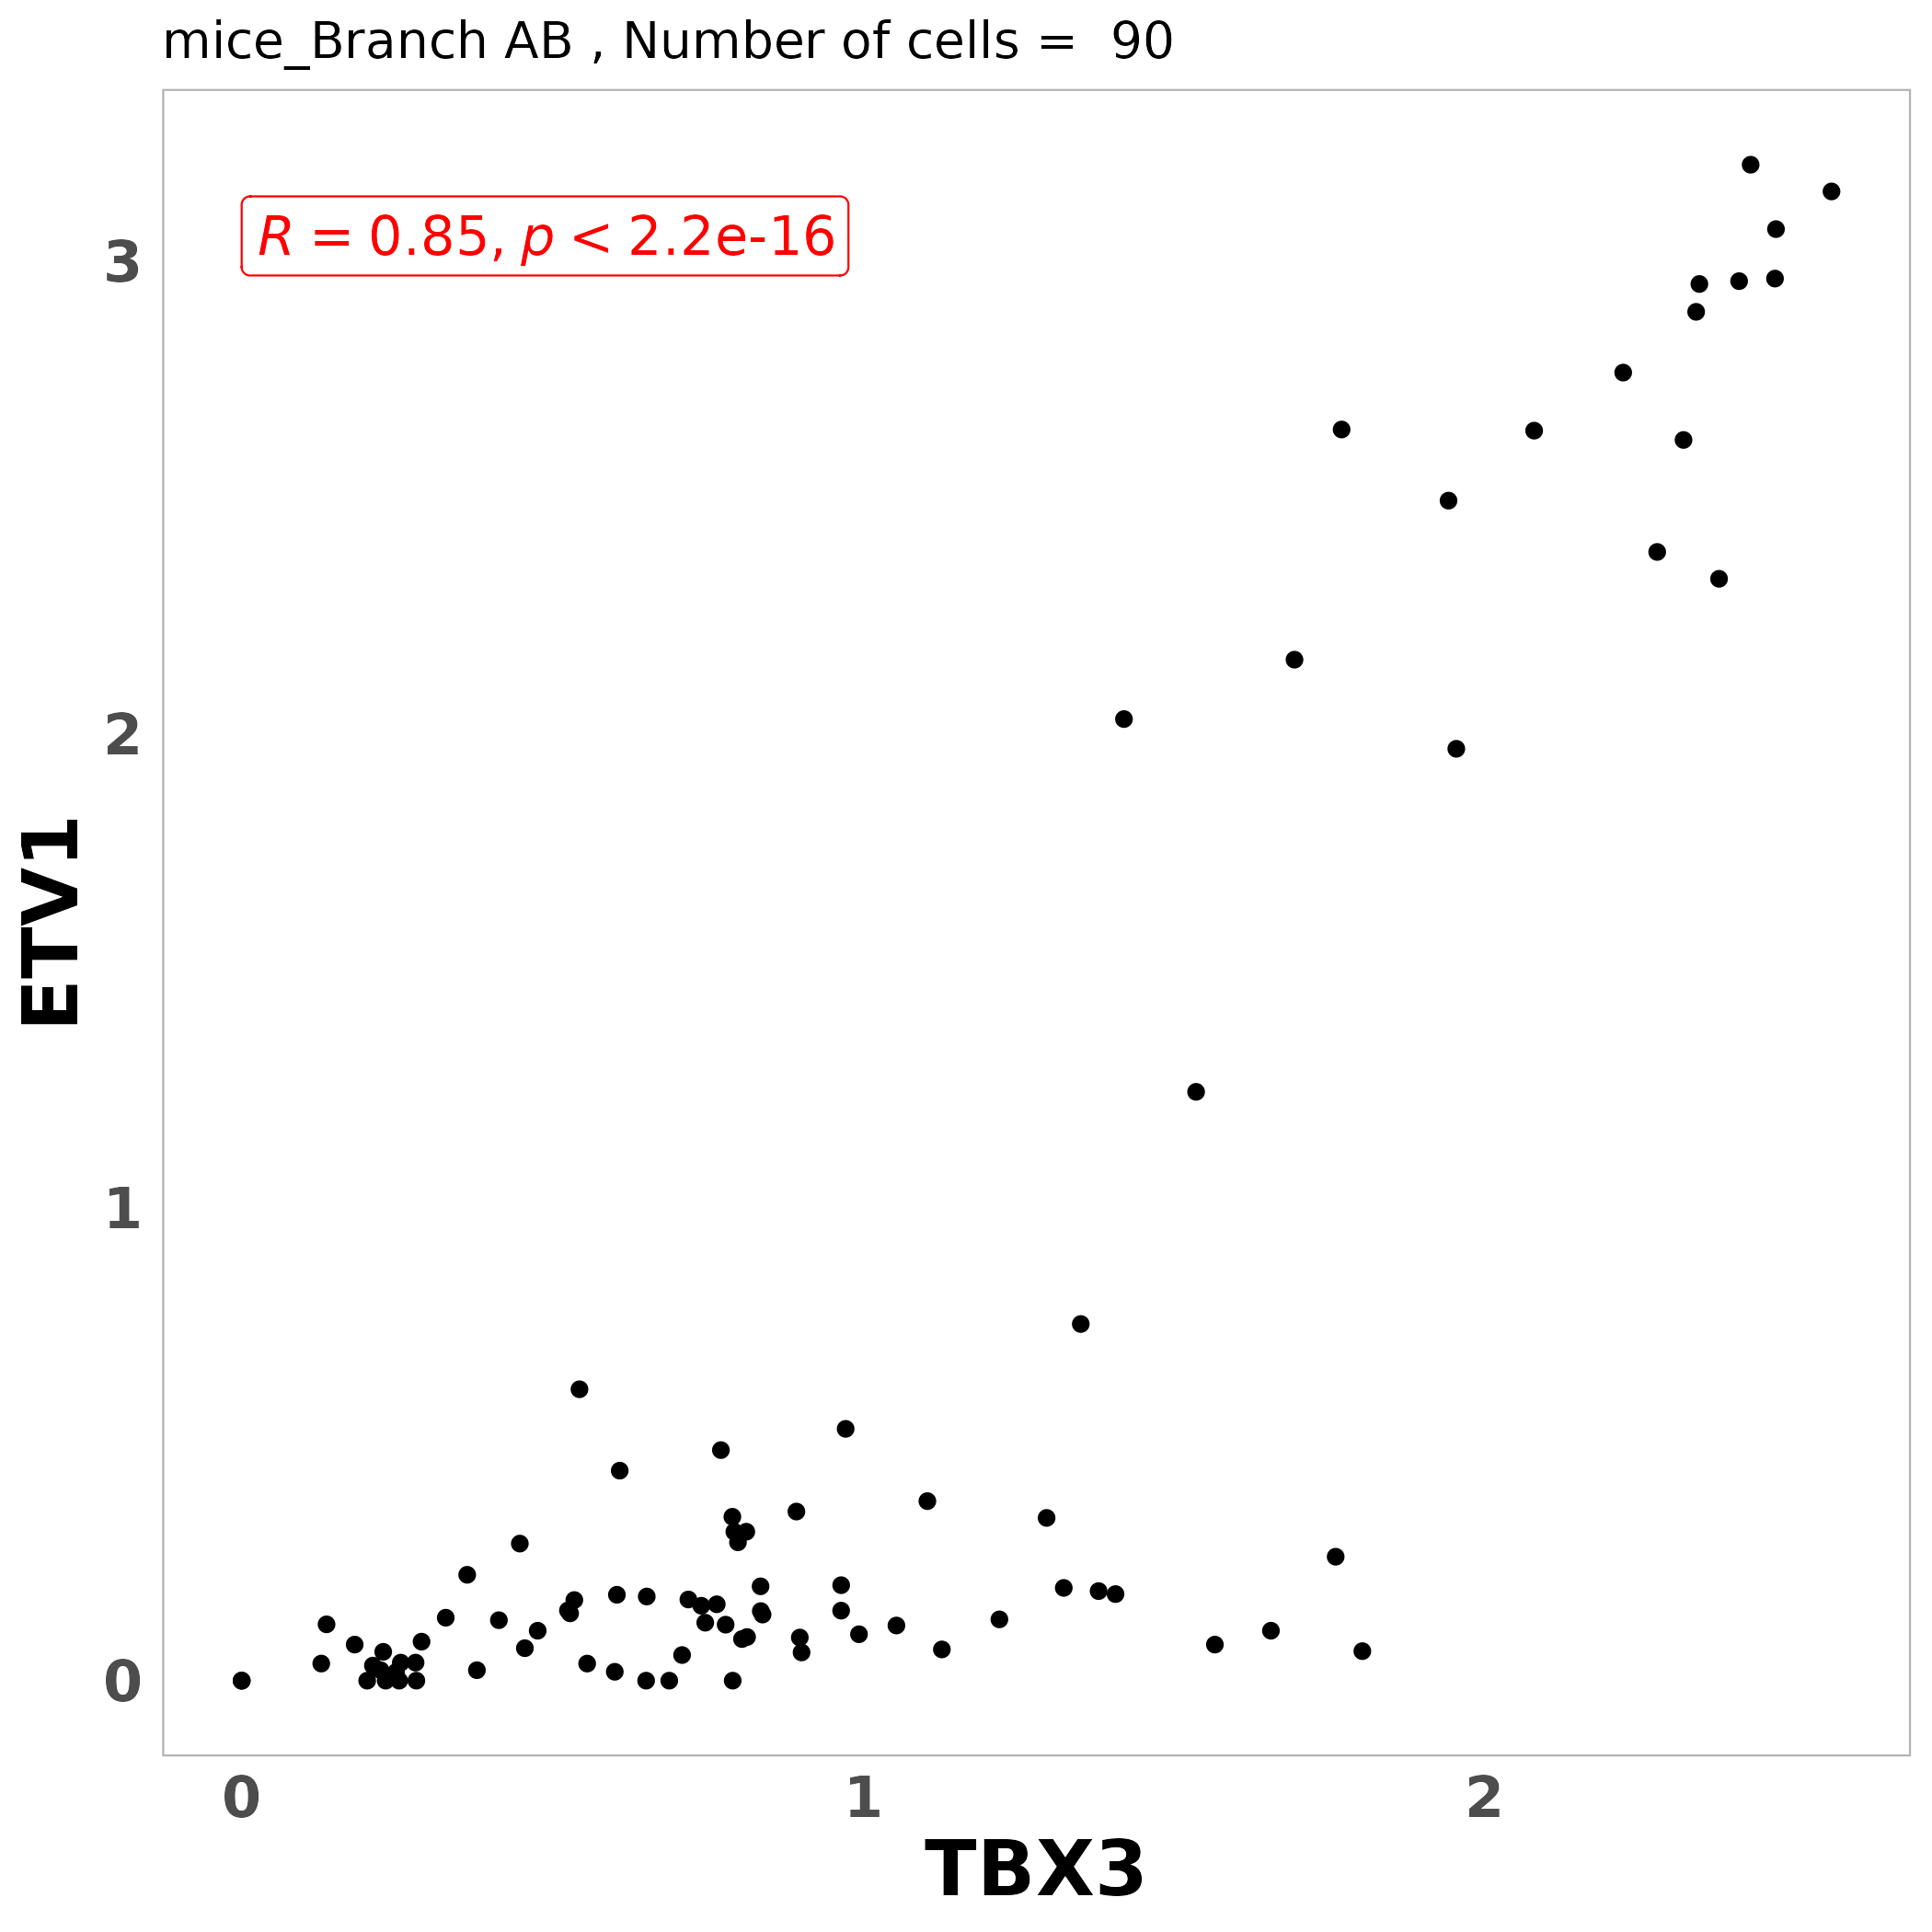 mice_Branch AB , Number of cells =  90
R = 0.85, p < 2.2e-16
3
2
1
0
ETV1
0 1 2
TBX3